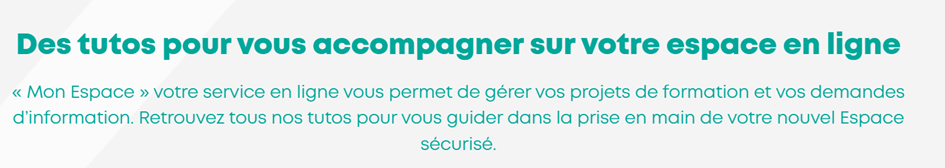 Des tutos pour vous accompagner sur votre espace en ligne
« Mon Espace » votre service en ligne vous permet de gérer vos projets de formation et vos demandes
d’information. Retrouvez tous nos tutos pour vous guider dans la prise en main de votre nouvel Espace
sécurisé.